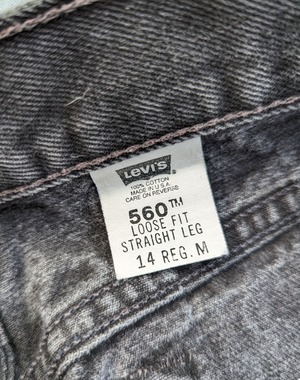 Levi's
100% COTTON
MADE IN U.S.A.
CARE ON REVERSE
560™
LOOSE FIT
STRAIGHT LEG
14 REG. M